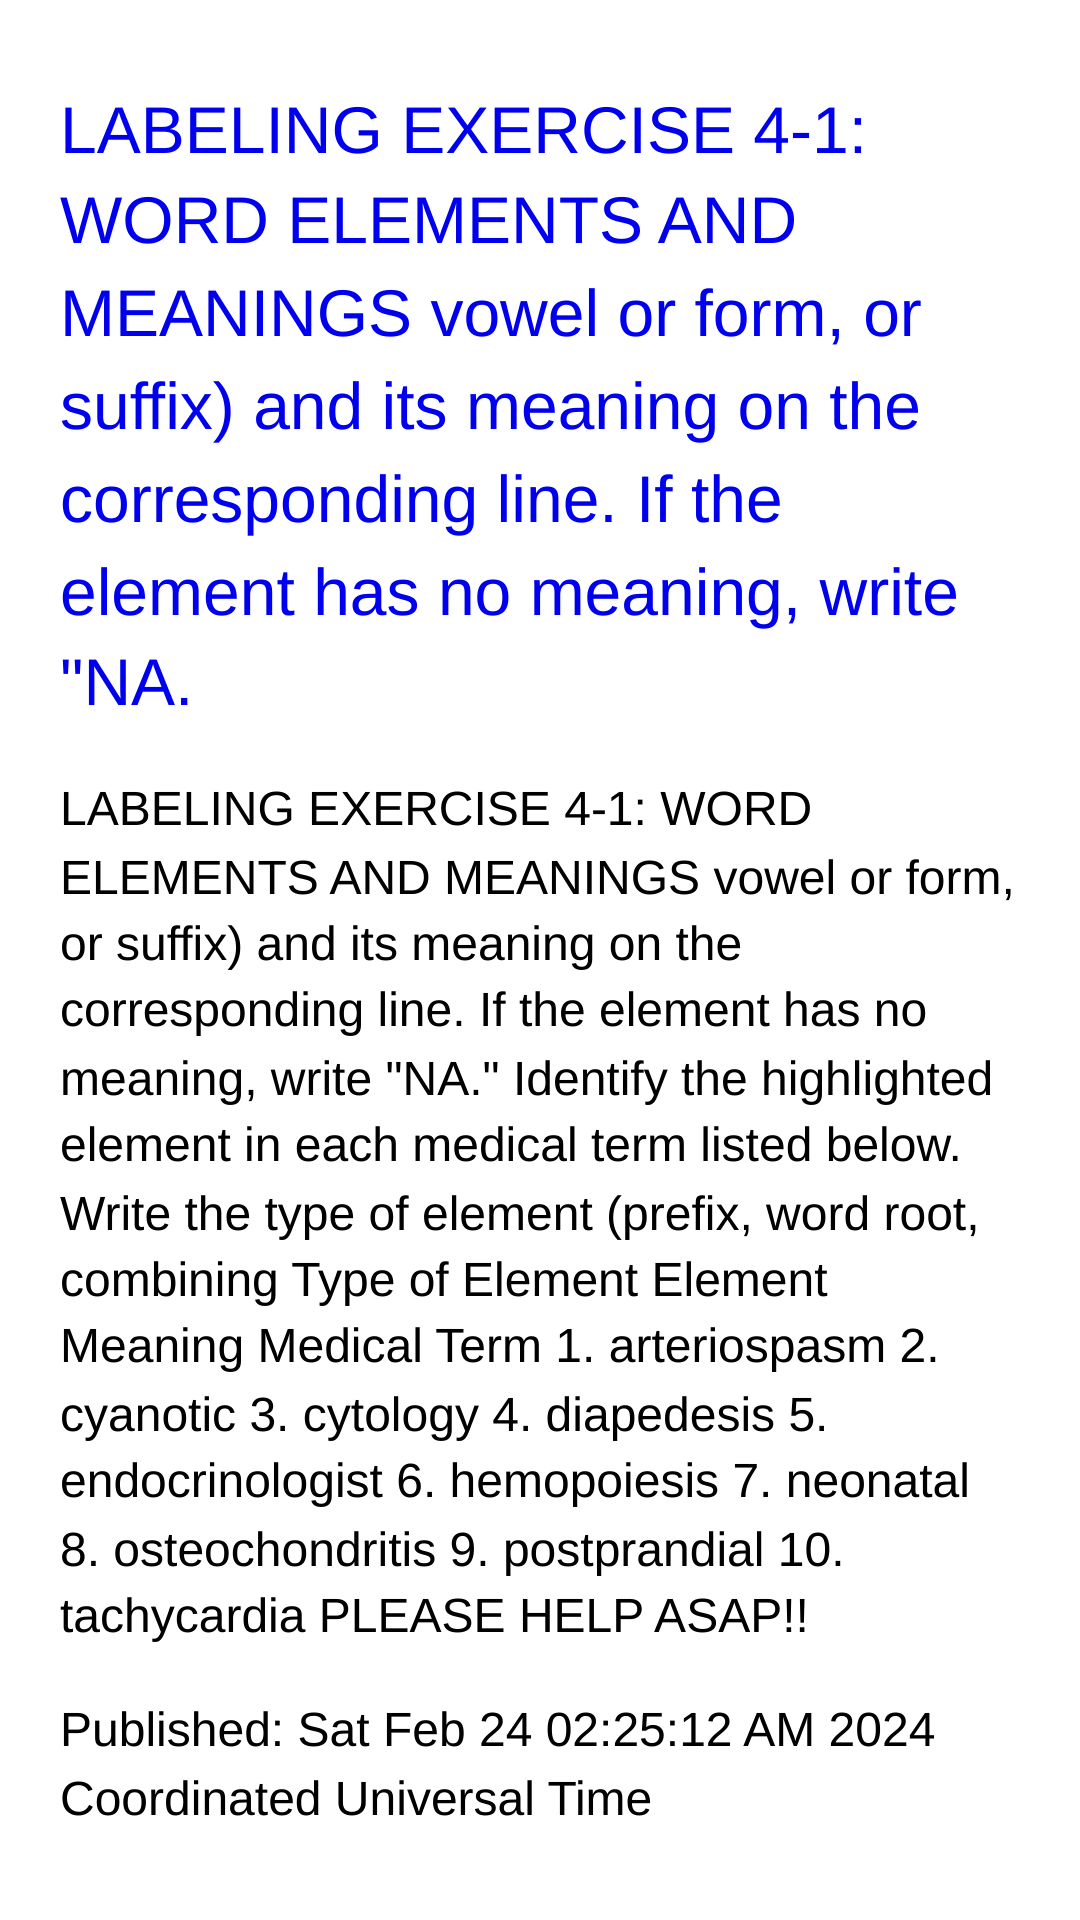 LABELING EXERCISE 4-1:
WORD ELEMENTS AND
MEANINGS vowel or form, or
suffix) and its meaning on the
corresponding line. If the
element has no meaning, write
"NA.
LABELING EXERCISE 4-1: WORD
ELEMENTS AND MEANINGS vowel or form,
or suffix) and its meaning on the
corresponding line. If the element has no
meaning, write "NA." Identify the highlighted
element in each medical term listed below.
Write the type of element (prefix, word root,
combining Type of Element Element
Meaning Medical Term 1. arteriospasm 2.
cyanotic 3. cytology 4. diapedesis 5.
endocrinologist 6. hemopoiesis 7. neonatal
8. osteochondritis 9. postprandial 10.
tachycardia PLEASE HELP ASAP!!
Published: Sat Feb 24 02:25:12 AM 2024
Coordinated Universal Time